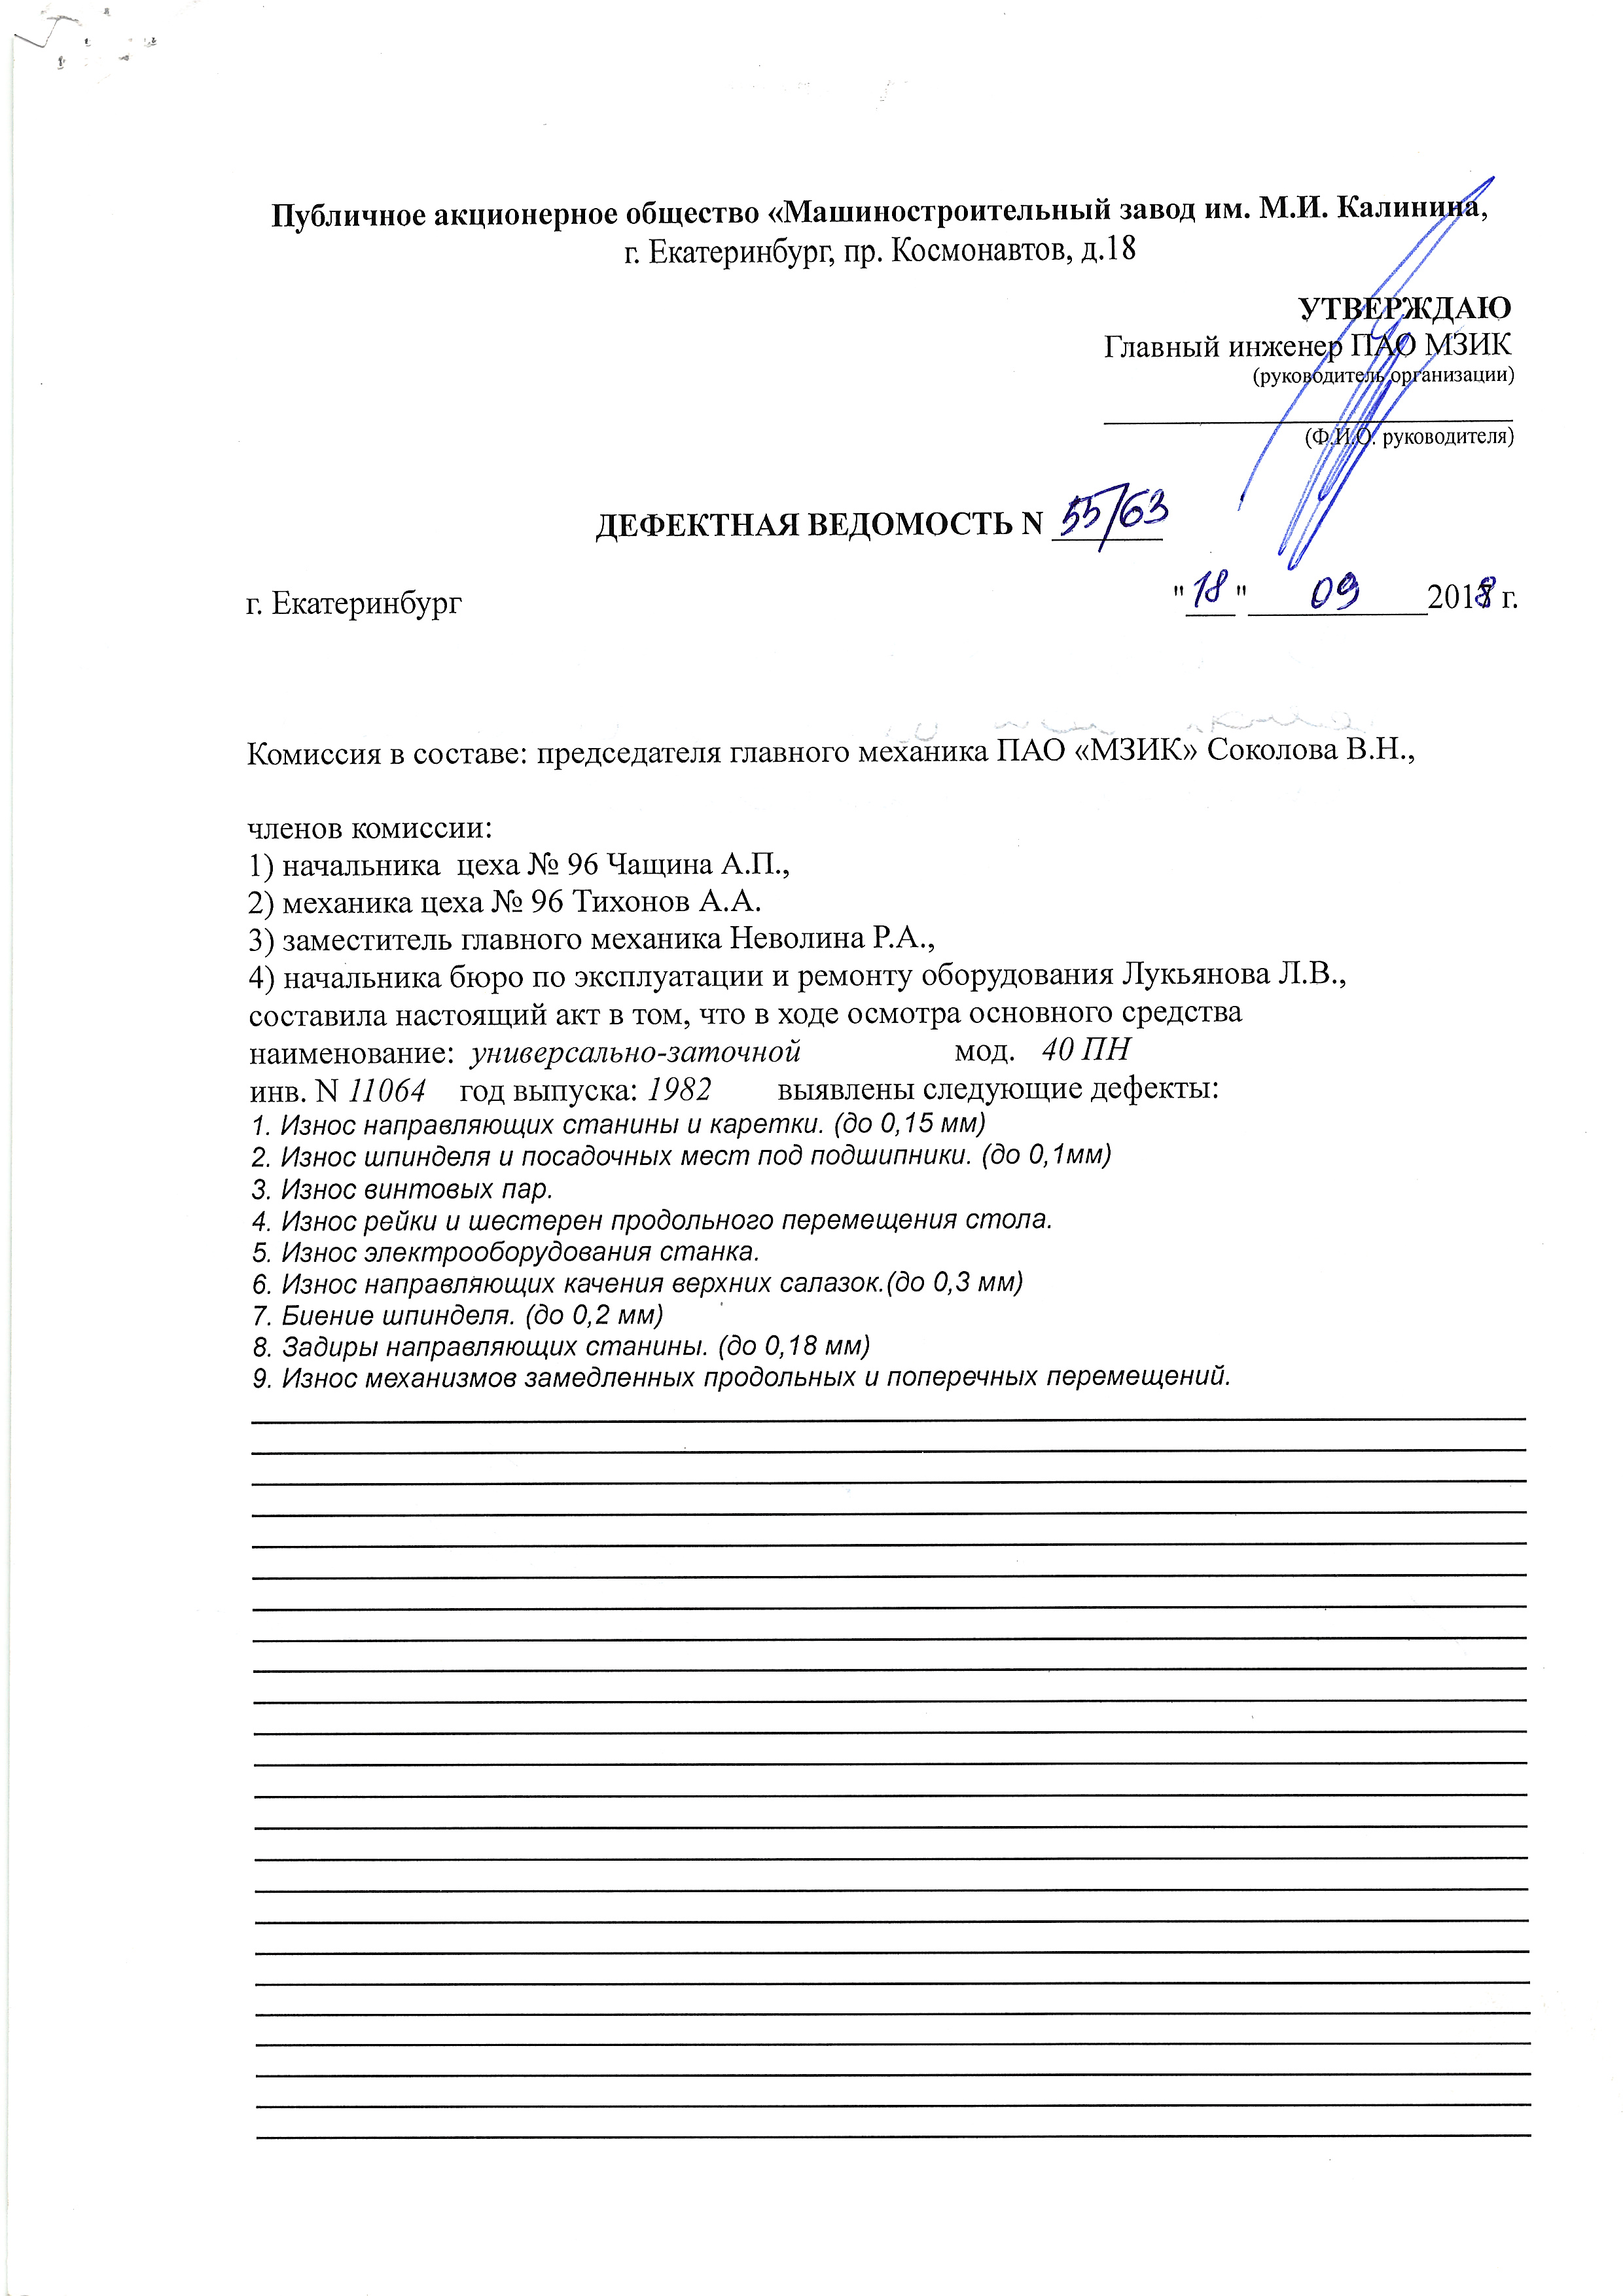 Публичное акционерное общество «Машиностроительный завод им. М.И. Калинина,
г. Екатеринбург, пр. Космонавтов, д.18
УТВЕРЖДАЮ
Главный инженер ПАО МЗИК
(руководитель организации)
(Ф.И.О. руководителя)
ДЕФЕКТНАЯ ВЕДОМОСТЬ N 55/63
г. Екатеринбург "18" 09 2018 г.
Комиссия в составе: председателя главного механика ПАО «МЗИК» Соколова В.Н.,
членов комиссии:
1) начальника цеха № 96 Чащина А.П.,
2) механика цеха № 96 Тихонов А.А.
3) заместитель главного механика Неволина Р.А.,
4) начальника бюро по эксплуатации и ремонту оборудования Лукьянова Л.В.,
составила настоящий акт в том, что в ходе осмотра основного средства
наименование: универсально-заточной мод. 40 ПН
инв. N 11064 год выпуска: 1982 выявлены следующие дефекты:
1. Износ направляющих станины и каретки. (до 0,15 мм)
2. Износ шпинделя и посадочных мест под подшипники. (до 0,1мм)
3. Износ винтовых пар.
4. Износ рейки и шестерен продольного перемещения стола.
5. Износ электрооборудования станка.
6. Износ направляющих качения верхних салазок.(до 0,3 мм)
7. Биение шпинделя. (до 0,2 мм)
8. Задиры направляющих станины. (до 0,18 мм)
9. Износ механизмов замедленных продольных и поперечных перемещений.